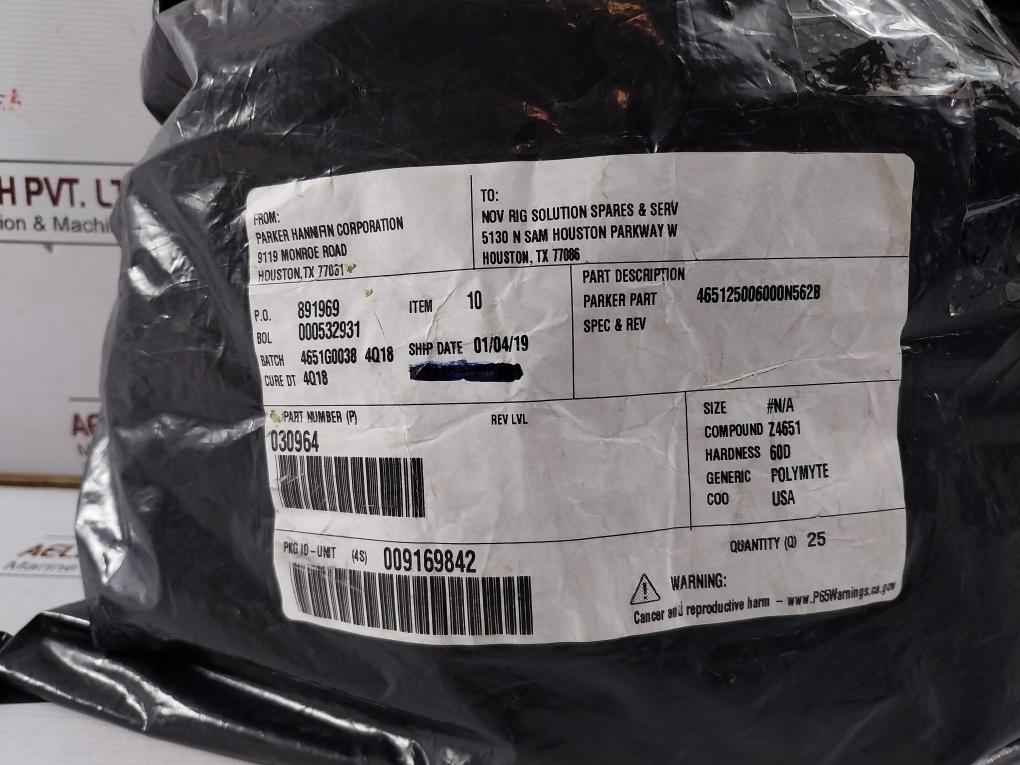 H PVT. LT
ion & Machin
FROM:
PARKER HANNIFIN CORPORATION
9119 MONROE ROAD
HOUSTON, TX 77061
TO:
NOV RIG SOLUTION SPARES & SERV
5130 N SAM HOUSTON PARKWAY W
HOUSTON, TX 77086
P.O. 891969 ITEM 10
BOL 000532931
BATCH 4651G0038 4Q18 SHIP DATE 01/04/19
CURE DT 4Q18
PART DESCRIPTION
PARKER PART 465125006000N562B
SPEC & REV
PART NUMBER (P) REV LVL
030964
SIZE #N/A
COMPOUND Z4651
HARDNESS 60D
GENERIC POLYMYTE
COO USA
PKG ID-UNIT (4S) 009169842
QUANTITY (Q) 25
WARNING:
Cancer and reproductive harm - www.P65Warnings.ca.gov